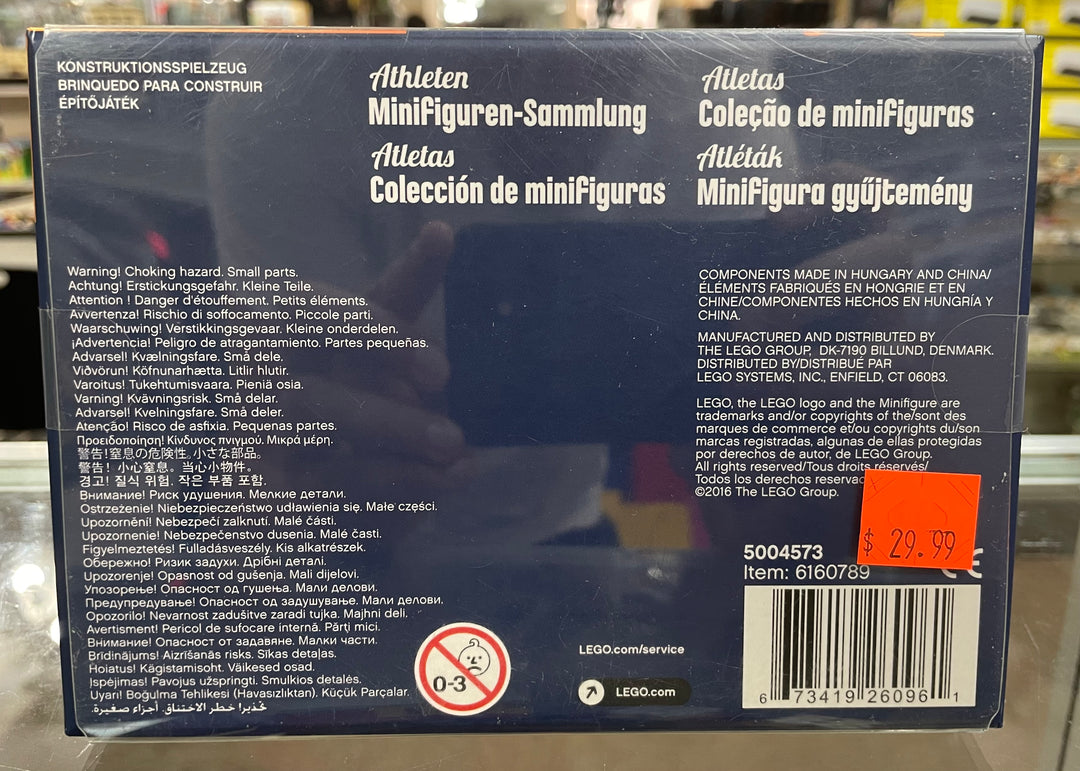 KONSTRUKTIONSSPIELZEUG
BRINQUEDO PARA CONSTRUIR
ÉPÍTŐJÁTÉK
Athleten
Minifiguren-Sammlung
Atletas
Colección de minifiguras
Atletas
Coleção de minifiguras
Atléták
Minifigura gyűjtemény
Warning! Choking hazard. Small parts.
Achtung! Erstickungsgefahr. Kleine Teile.
Attention ! Danger d'étouffement. Petits éléments.
Avvertenza! Rischio di soffocamento. Piccole parti.
Waarschuwing! Verstikkingsgevaar. Kleine onderdelen.
¡Advertencia! Peligro de atragantamiento. Partes pequeñas.
Advarsel! Kvælningsfare. Små dele.
Viðvörun! Köfnunarhætta. Litlir hlutir.
Varoitus! Tukehtumisvaara. Pieniä osia.
Varning! Kvävningsrisk. Små delar.
Advarsel! Kvelningsfare. Små deler.
Atenção! Risco de asfixia. Pequenas partes.
Προειδοποίηση! Κίνδυνος πνιγμού. Μικρά μέρη.
警告!窒息の危険性。小さな部品。
警告! 小心窒息。当心小物件。
경고! 질식 위험. 작은 부품 포함.
Внимание! Риск удушения. Мелкие детали.
Ostrzeżenie! Niebezpieczeństwo udławienia się. Małe części.
Upozornění! Nebezpečí zalknutí. Malé části.
Upozornenie! Nebezpečenstvo dusenia. Malé časti.
Figyelmeztetés! Fulladásveszély. Kis alkatrészek.
Обережно! Ризик задухи. Дрібні деталі.
Upozorenje! Opasnost od gušenja. Mali dijelovi.
Упозорење! Опасност од гушења. Мали делови.
Предупредување! Опасност од задушување. Мали делови.
Opozorilo! Nevarnost zadušitve zaradi tujka. Majhni deli.
Avertisment! Pericol de sufocare internă. Părţi mici.
Внимание! Опасност от задавяне. Малки части.
Brīdinājums! Aizrīšanās risks. Sīkas detaļas.
Hoiatus! Kägistamisoht. Väikesed osad.
Įspėjimas! Pavojus užspringti. Smulkios detalės.
Uyarı! Boğulma Tehlikesi (Havasızlıktan). Küçük Parçalar.
تحذير! خطر الاختناق. أجزاء صغيرة.
0-3
COMPONENTS MADE IN HUNGARY AND CHINA/
ÉLÉMENTS FABRIQUÉS EN HONGRIE ET EN
CHINE/COMPONENTES HECHOS EN HUNGRÍA Y
CHINA.
MANUFACTURED AND DISTRIBUTED BY
THE LEGO GROUP, DK-7190 BILLUND, DENMARK.
DISTRIBUTED BY/DISTRIBUÉ PAR
LEGO SYSTEMS, INC., ENFIELD, CT 06083.
LEGO, the LEGO logo and the Minifigure are
trademarks and/or copyrights of the/sont des
marques de commerce et/ou copyrights du/son
marcas registradas, algunas de ellas protegidas
por derechos de autor, de LEGO Group.
All rights reserved/Tous droits réservés/
Todos los derechos
©2016 The LEGO Group.
$ 29.99
5004573
Item: 6160789
CE
LEGO.com/service
LEGO.com
6 73419 26096 1